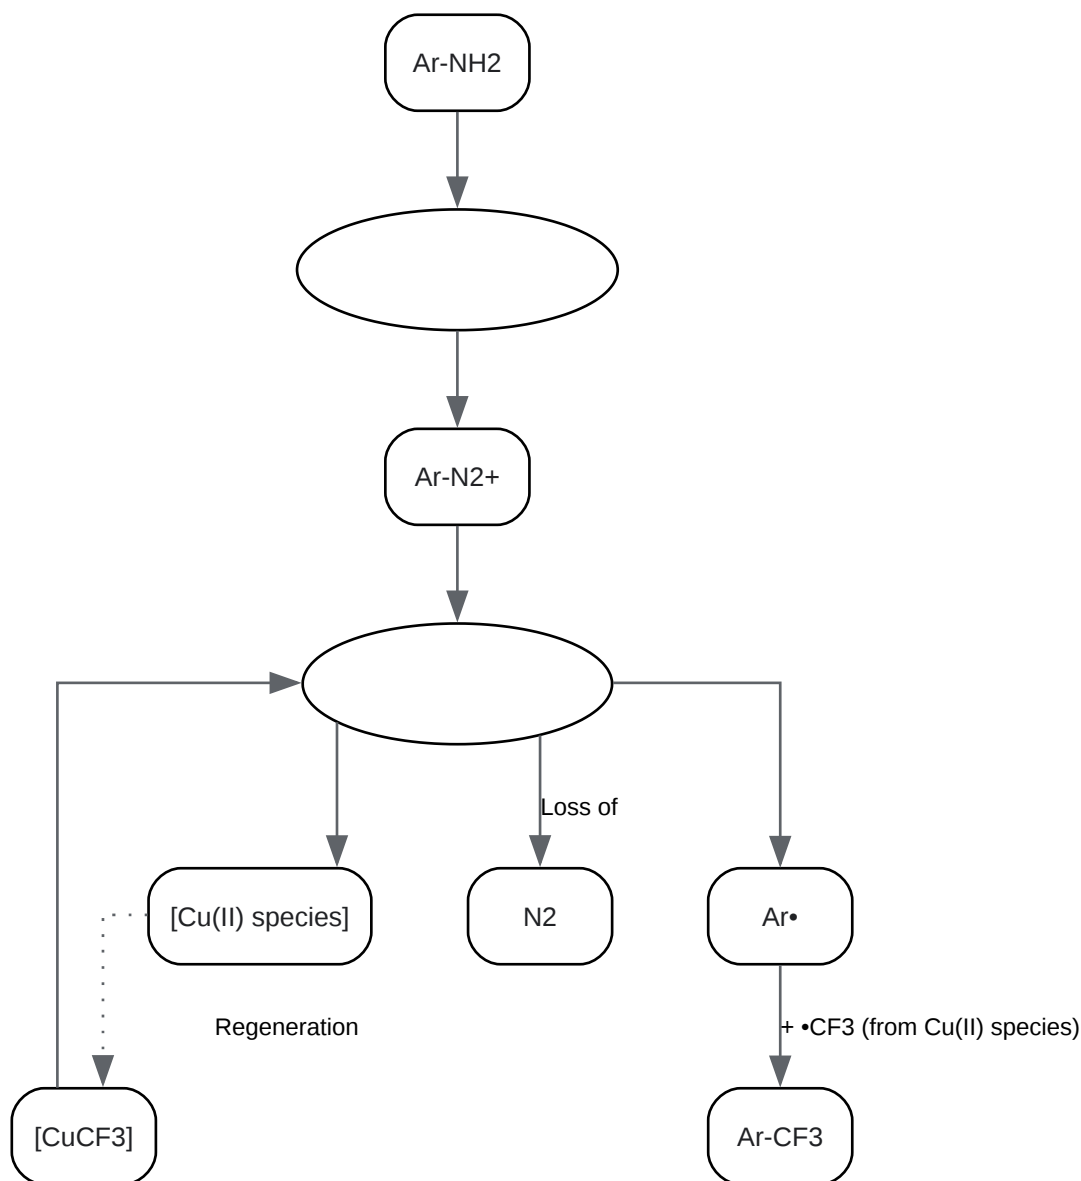 Ar-NH2
Ar-N2+
Loss of
[Cu(II) species]
N2
Ar•
Regeneration
+ •CF3 (from Cu(II) species)
[CuCF3]
Ar-CF3